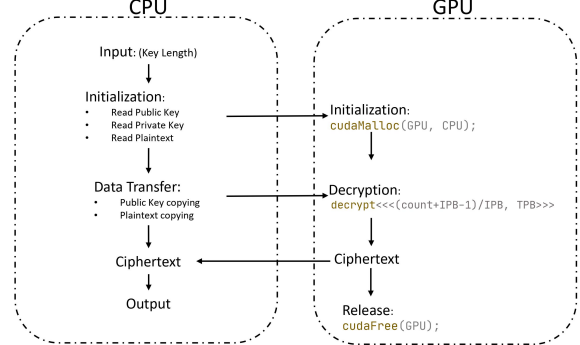 CPU
GPU
Input: (Key Length)
Initialization:
• Read Public Key
• Read Private Key
• Read Plaintext
Data Transfer:
• Public Key copying
• Plaintext copying
Ciphertext
Output
Initialization:
cudaMalloc(GPU, CPU);
Decryption:
decrypt<<<(count+IPB-1)/IPB, TPB>>>
Ciphertext
Release:
cudaFree(GPU);